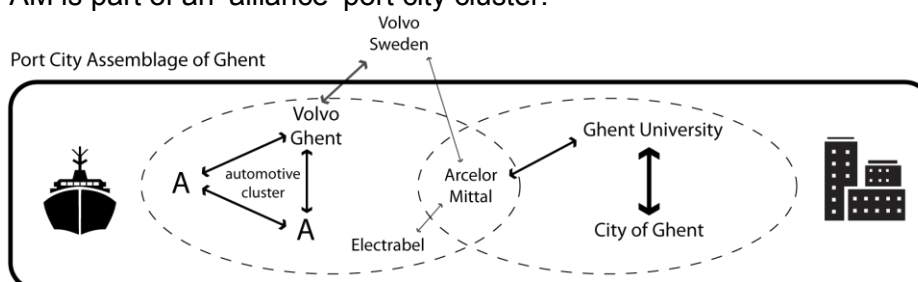 AM is part of an 'alliance' port city cluster.
Volvo
Sweden
Port City Assemblage of Ghent
Volvo
Ghent
Ghent University
A
automotive
cluster
Arcelor
Mittal
A
Electrabel
City of Ghent